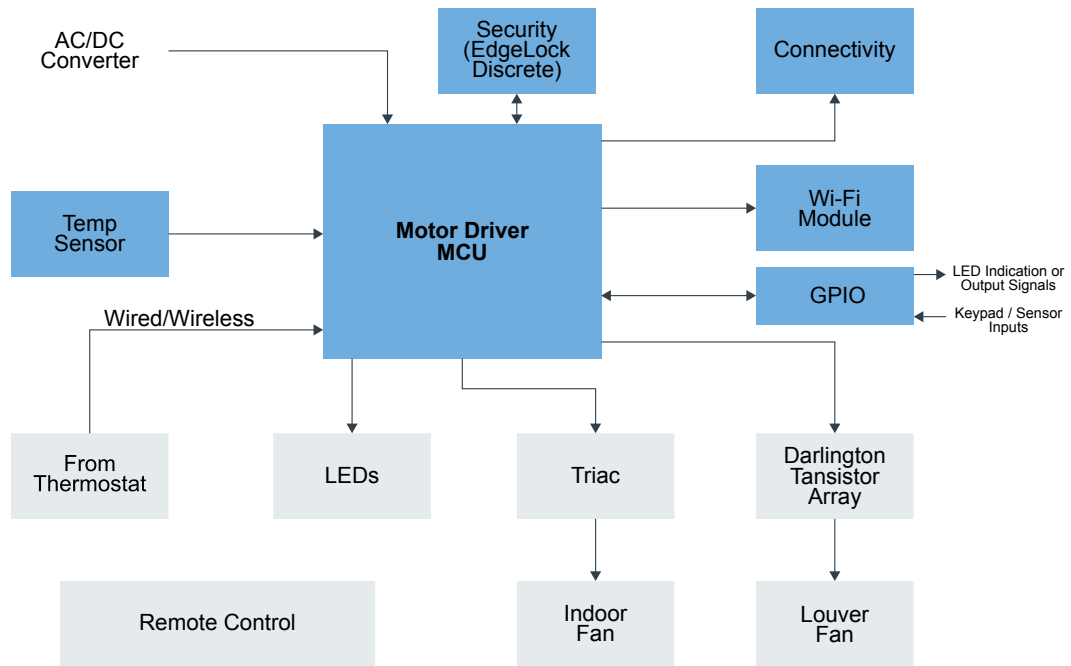 AC/DC
Converter
Security
(EdgeLock
Discrete)
Connectivity
Temp
Sensor
Motor Driver
MCU
Wi-Fi
Module
GPIO
LED Indication or
Output Signals
Keypad / Sensor
Inputs
Wired/Wireless
From
Thermostat
LEDs
Triac
Darlington
Tansistor
Array
Remote Control
Indoor
Fan
Louver
Fan